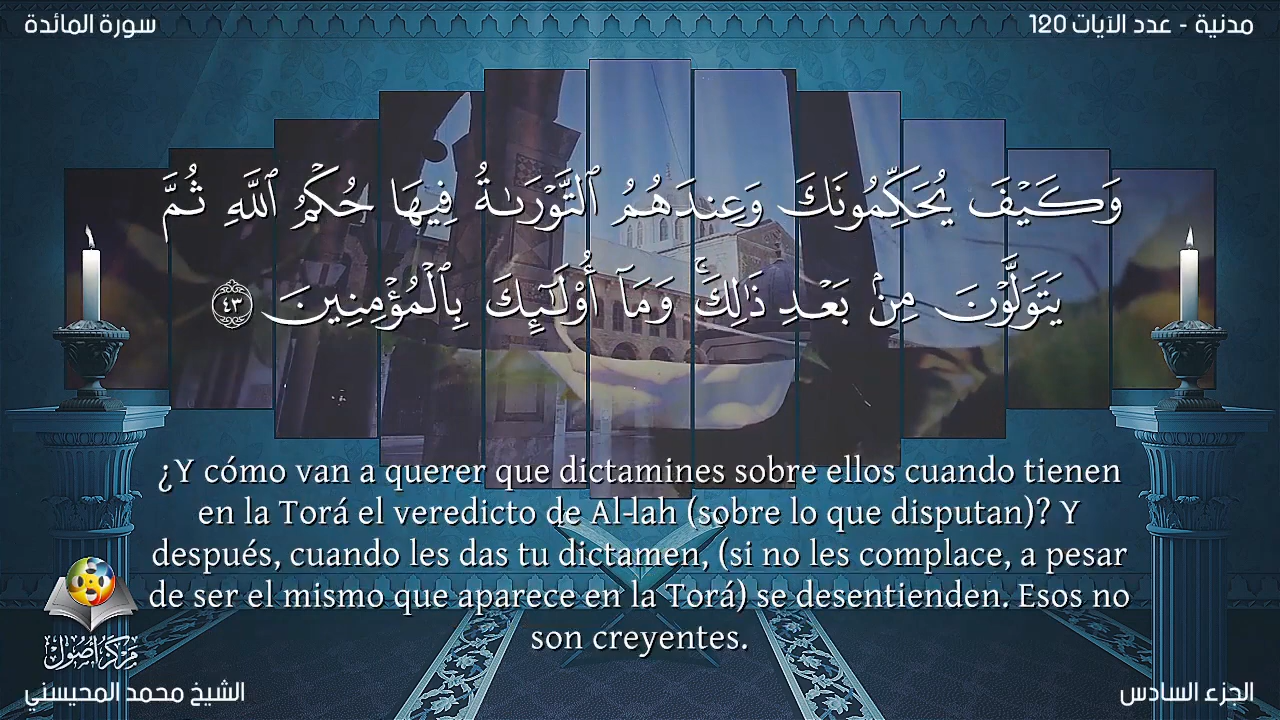 سورة المائدة
مدنية - عدد الآيات 120
وَكَيْفَ يُحَكِّمُونَكَ وَعِندَهُمُ ٱلتَّوْرَىٰةُ فِيهَا حُكْمُ ٱللَّهِ ثُمَّ
يَتَوَلَّوْنَ مِنۢ بَعْدِ ذَٰلِكَ ۚ وَمَآ أُو۟لَـٰٓئِكَ بِٱلْمُؤْمِنِينَ ٤٣
¿Y cómo van a querer que dictamines sobre ellos cuando tienen
en la Torá el veredicto de Al-lah (sobre lo que disputan)? Y
después, cuando les das tu dictamen, (si no les complace, a pesar
de ser el mismo que aparece en la Torá) se desentienden. Esos no
son creyentes.
مركز أصول
الشيخ محمد المحيسني
الجزء السادس